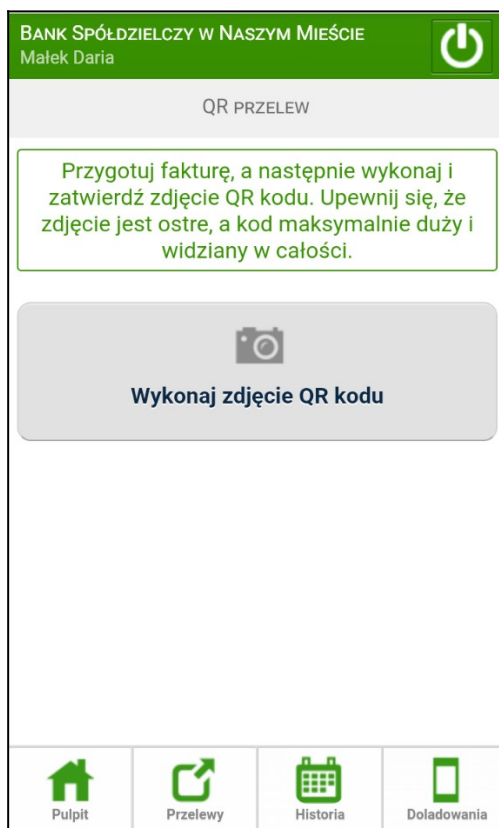 Bank Spółdzielczy w Naszym Mieście
Małek Daria
QR przelew
Przygotuj fakturę, a następnie wykonaj i
zatwierdź zdjęcie QR kodu. Upewnij się, że
zdjęcie jest ostre, a kod maksymalnie duży i
widziany w całości.
Wykonaj zdjęcie QR kodu
Pulpit
Przelewy
Historia
Doladowania